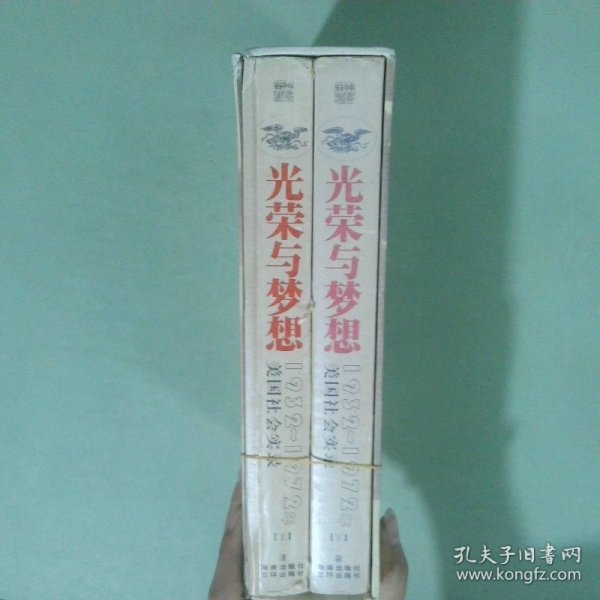 光荣与梦想
1932-1972年
美国社会实录
光荣与梦想
1932-1972年
美国社会实录
孔夫子旧书网
www.kongfz.com